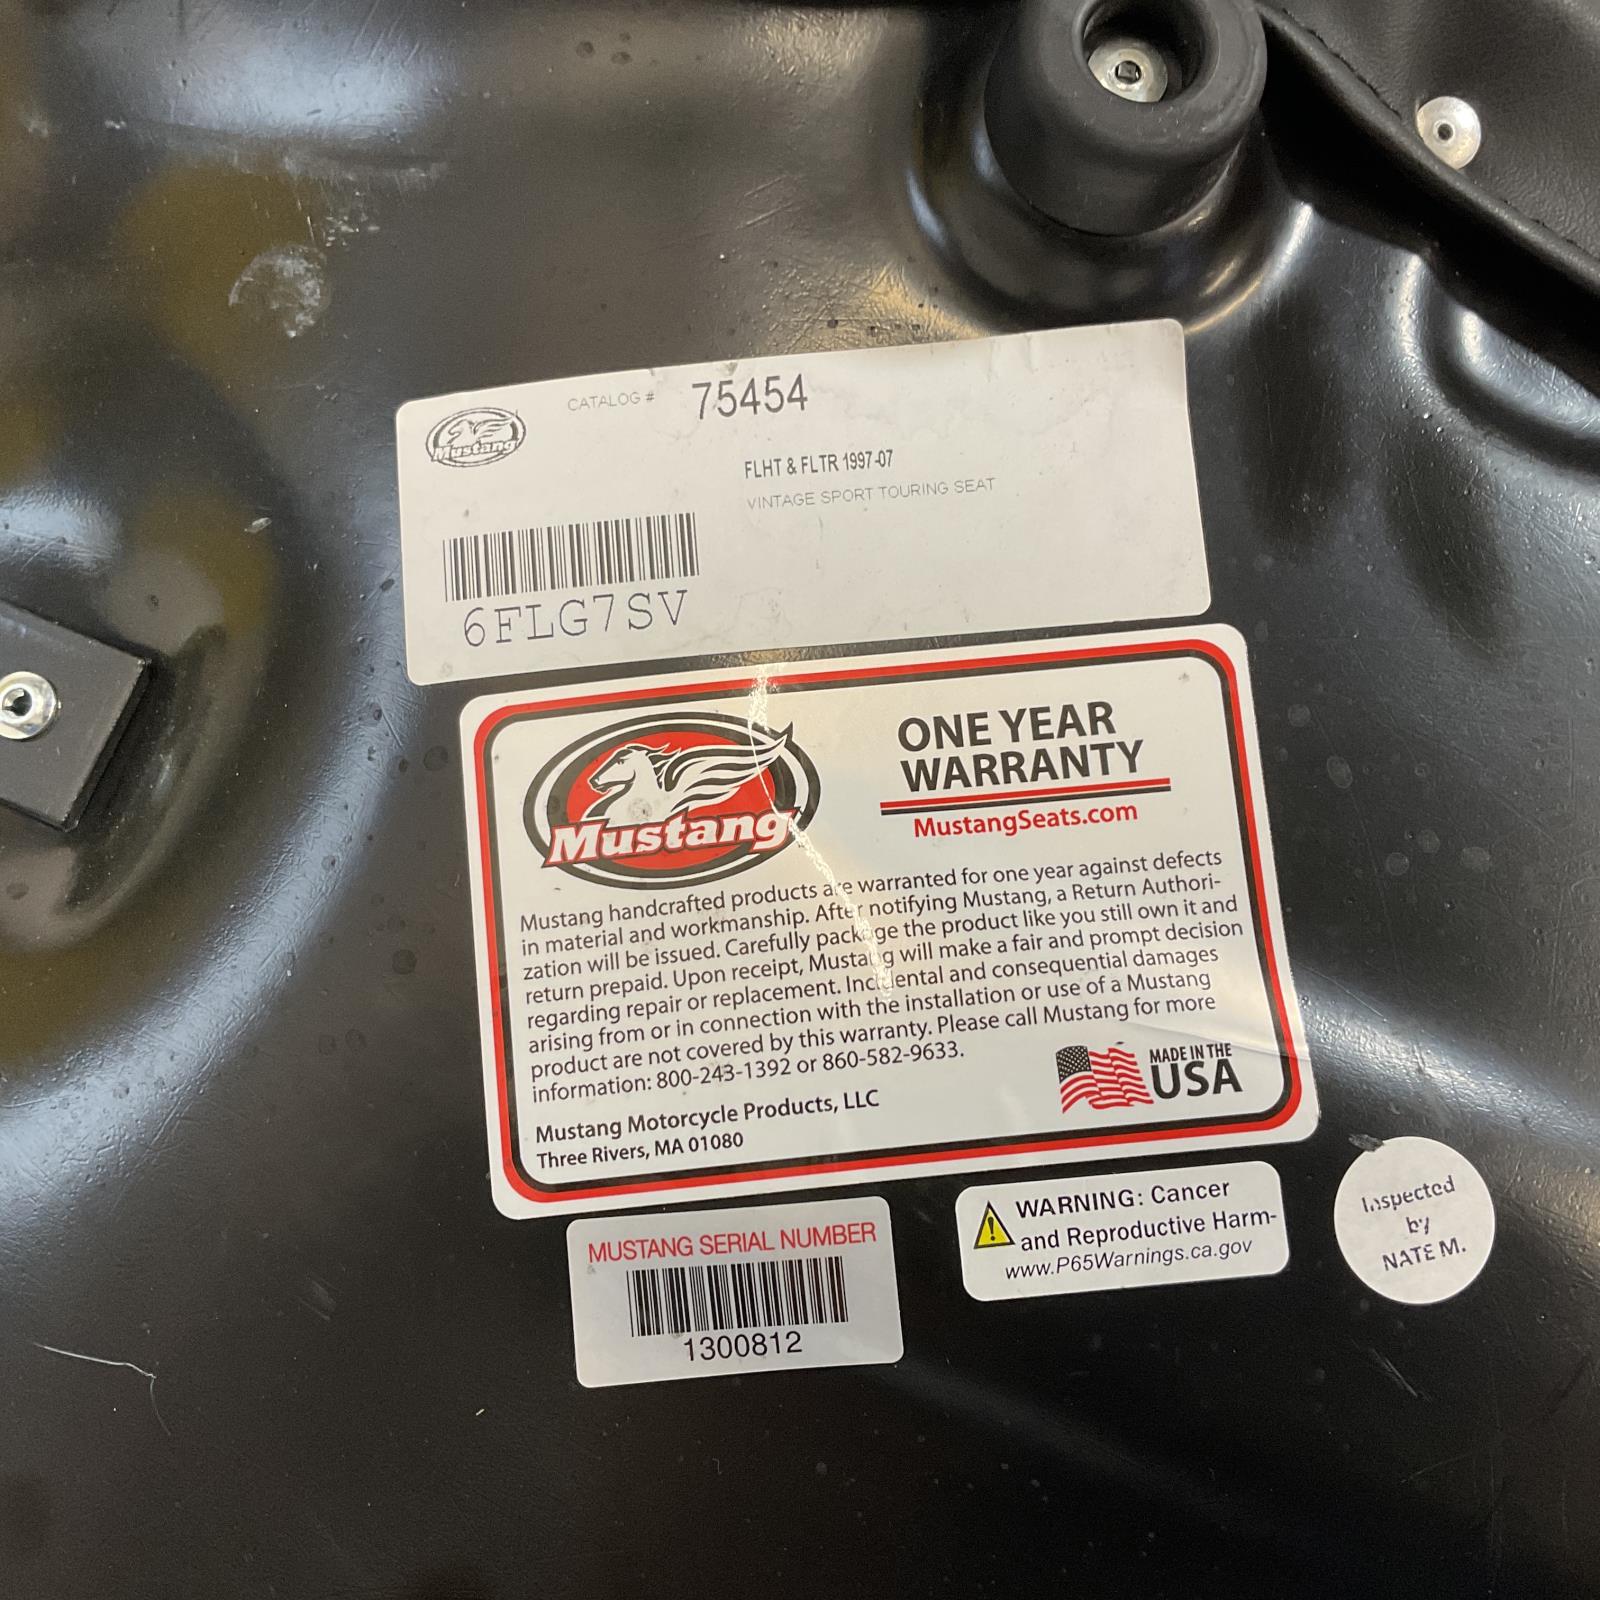 Mustang
CATALOG # 75454
FLHT & FLTR 1997-07
VINTAGE SPORT TOURING SEAT
6FLG7SV
Mustang
ONE YEAR
WARRANTY
MustangSeats.com
Mustang handcrafted products are warranted for one year against defects
in material and workmanship. After notifying Mustang, a Return Authori-
zation will be issued. Carefully package the product like you still own it and
return prepaid. Upon receipt, Mustang will make a fair and prompt decision
regarding repair or replacement. Incidental and consequential damages
arising from or in connection with the installation or use of a Mustang
product are not covered by this warranty. Please call Mustang for more
information: 800-243-1392 or 860-582-9633.
Mustang Motorcycle Products, LLC
Three Rivers, MA 01080
MADE IN THE
USA
MUSTANG SERIAL NUMBER
1300812
WARNING: Cancer
and Reproductive Harm-
www.P65Warnings.ca.gov
Inspected
by
NATE M.